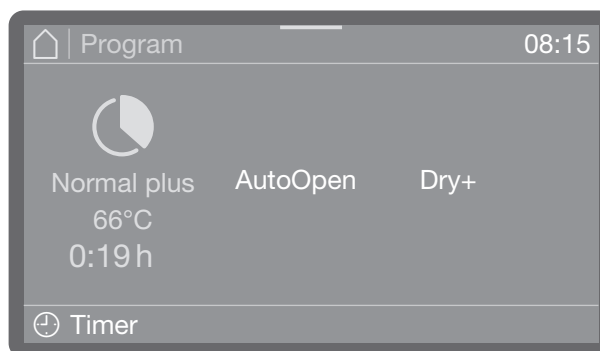 Program 08:15
Normal plus AutoOpen Dry+
66°C
0:19 h
Timer